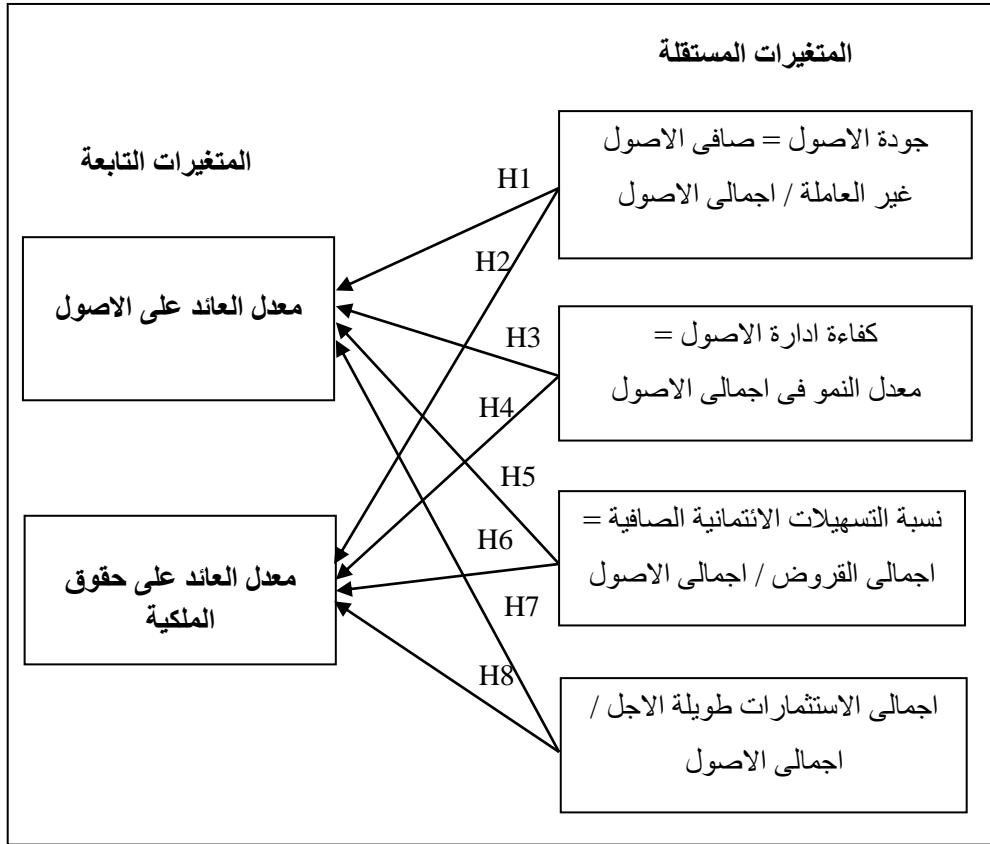 المتغيرات المستقلة
جودة الاصول = صافى الاصول
غير العاملة / اجمالى الاصول
المتغيرات التابعة
H1
H2
معدل العائد على الاصول
كفاءة ادارة الاصول =
معدل النمو فى اجمالى الاصول
H3
H4
H5
نسبة التسهيلات الائتمانية الصافية =
اجمالى القروض / اجمالى الاصول
H6
H7
معدل العائد على حقوق
الملكية
H8
اجمالى الاستثمارات طويلة الاجل /
اجمالى الاصول